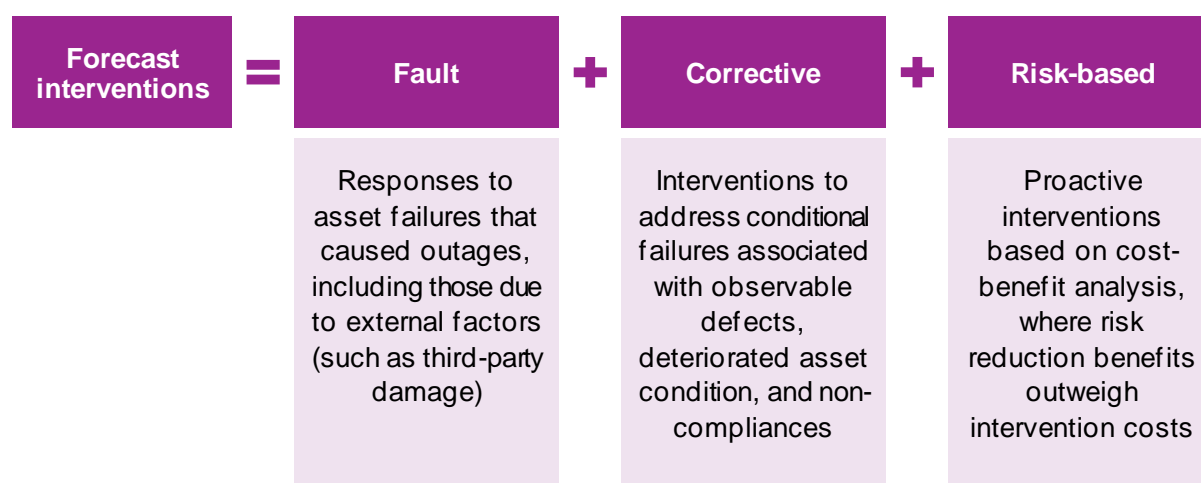 Forecast
interventions
=
Fault
+
Corrective
+
Risk-based
Responses to
asset failures that
caused outages,
including those due
to external factors
(such as third-party
damage)
Interventions to
address conditional
failures associated
with observable
defects,
deteriorated asset
condition, and non-
compliances
Proactive
interventions
based on cost-
benefit analysis,
where risk
reduction benefits
outweigh
intervention costs